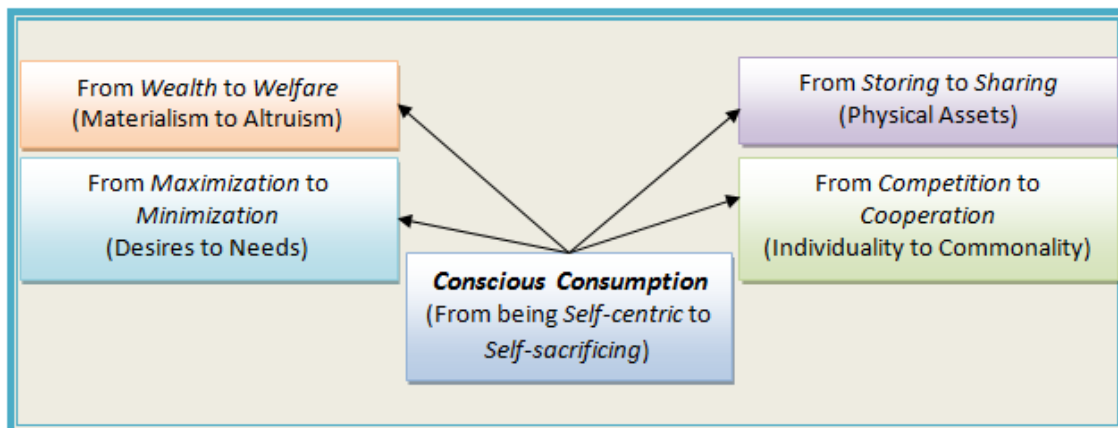 From Wealth to Welfare
(Materialism to Altruism)
From Maximization to
Minimization
(Desires to Needs)
From Storing to Sharing
(Physical Assets)
From Competition to
Cooperation
(Individuality to Commonality)
Conscious Consumption
(From being Self-centric to
Self-sacrificing)